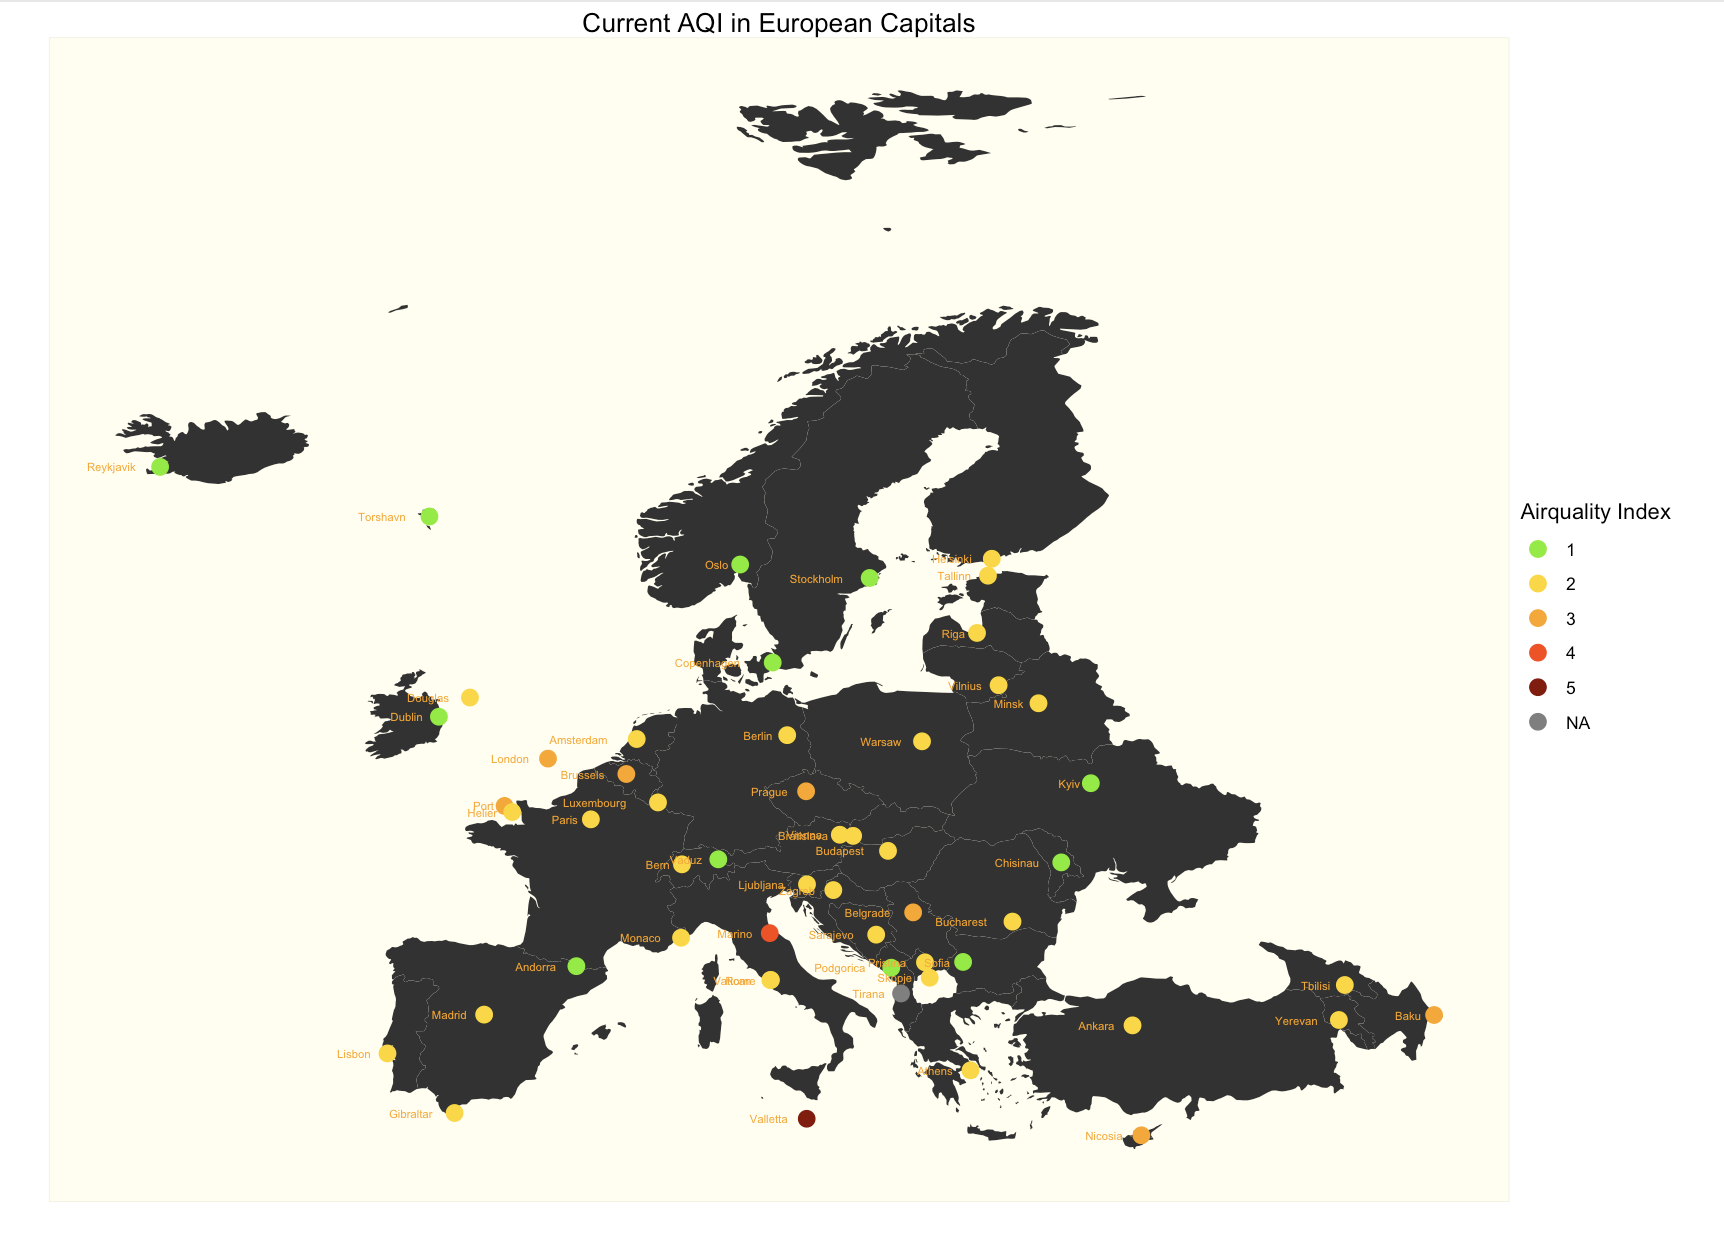 Current AQI in European Capitals
Reykjavik
Torshavn
Oslo
Stockholm
Helsinki
Tallinn
Riga
Copenhagen
Vilnius
Douglas
Minsk
Dublin
Amsterdam
Berlin
Warsaw
London
Brussels
Kyiv
Prague
Luxembourg
Port
Helier
Paris
Vienna
Bratislava
Budapest
Bern
Vaduz
Chisinau
Ljubljana
Zagreb
Belgrade
Bucharest
Monaco
Marino
Sarajevo
Andorra
Podgorica
Pristina
Sofia
Skopje
Vatican
Rome
Tirana
Tbilisi
Madrid
Ankara
Yerevan
Baku
Lisbon
Athens
Gibraltar
Valletta
Nicosia
Airquality Index
1
2
3
4
5
NA